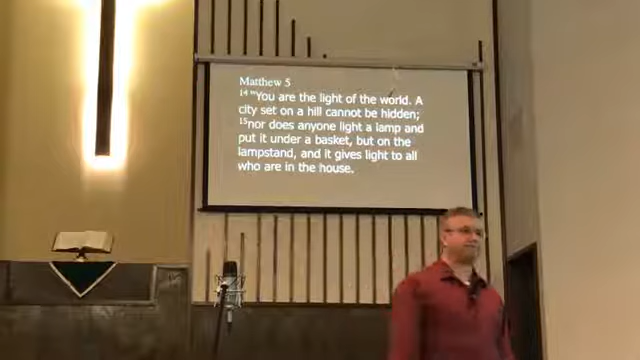 Matthew 5
14 "You are the light of the world. A
city set on a hill cannot be hidden;
15nor does anyone light a lamp and
put it under a basket, but on the
lampstand, and it gives light to all
who are in the house.